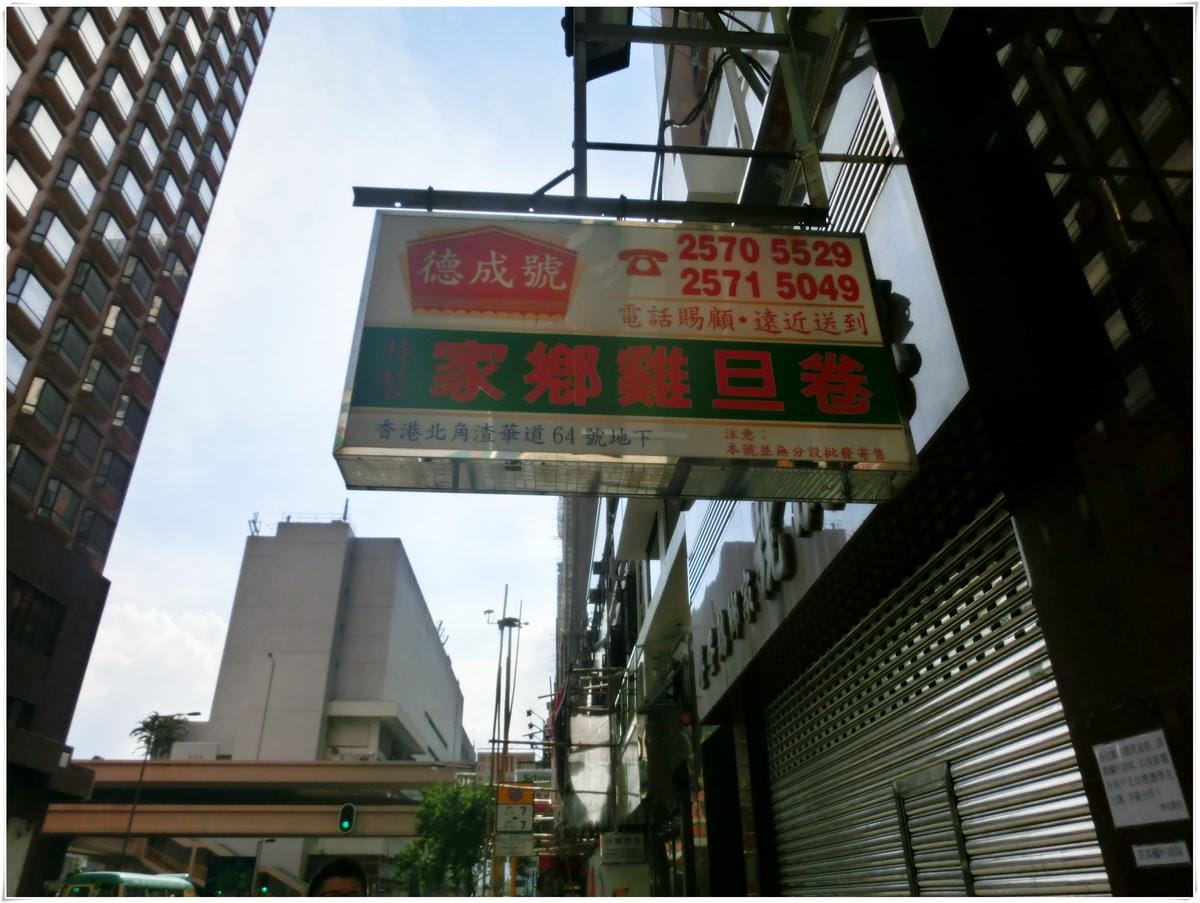 德成號
2570 5529
2571 5049
電話賜顧•遠近送到
特製
家鄉雞旦卷
香港北角渣華道 64 號地下
注意：
本號並無分設批發寄售
7